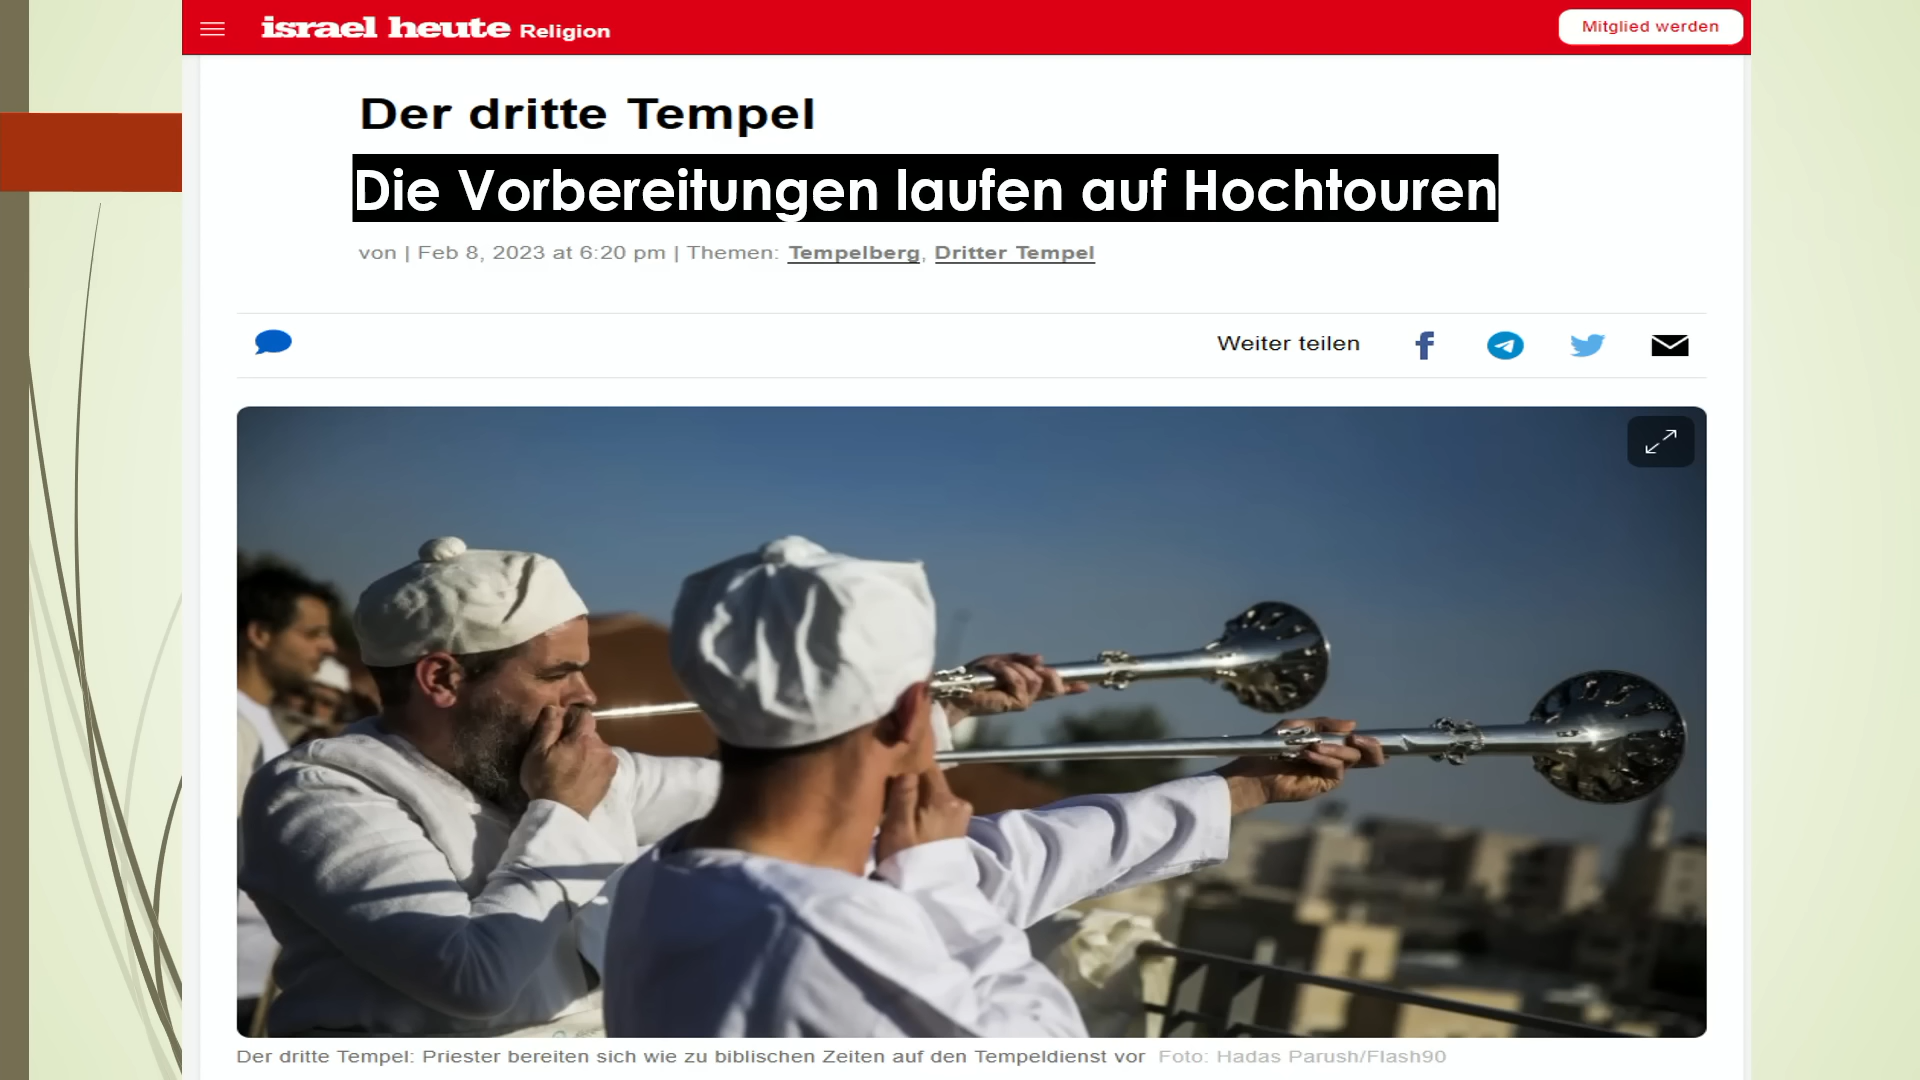 israel heute Religion
Mitglied werden
Der dritte Tempel
Die Vorbereitungen laufen auf Hochtouren
von | Feb 8, 2023 at 6:20 pm | Themen: Tempelberg, Dritter Tempel
Weiter teilen
Der dritte Tempel: Priester bereiten sich wie zu biblischen Zeiten auf den Tempeldienst vor Foto: Hadas Parush/Flash90